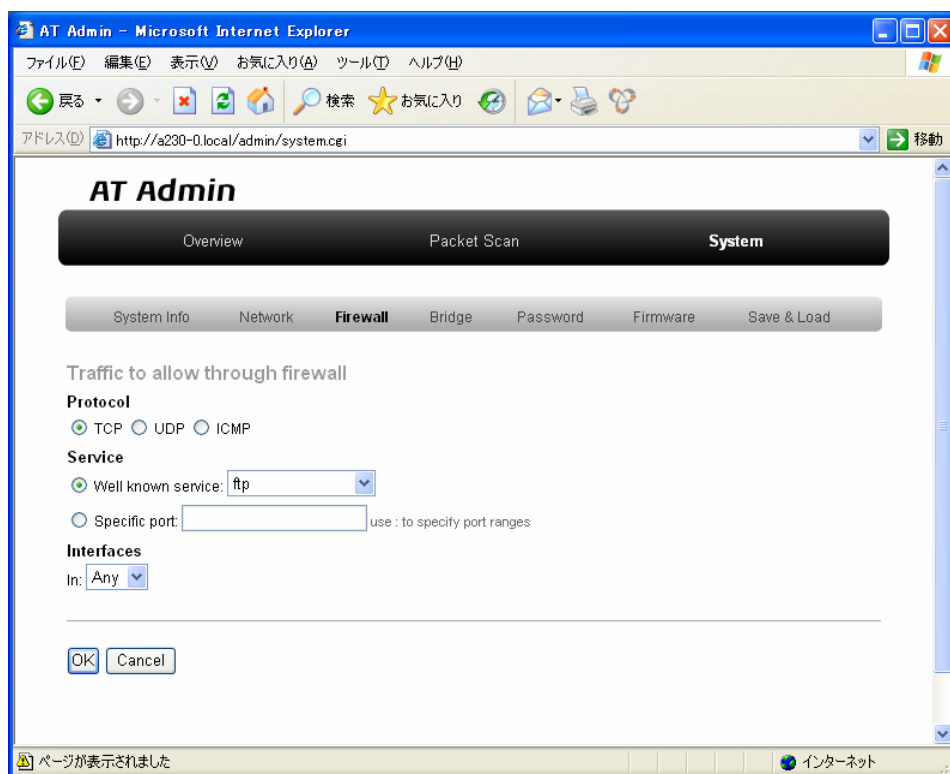 AT Admin - Microsoft Internet Explorer
ファイル(F) 編集(E) 表示(V) お気に入り(A) ツール(T) ヘルプ(H)
戻る 検索 お気に入り
アドレス(D) http://a230-0.local/admin/system.cgi 移動
AT Admin
Overview Packet Scan System
System Info Network Firewall Bridge Password Firmware Save & Load
Traffic to allow through firewall
Protocol
TCP UDP ICMP
Service
Well known service: ftp
Specific port: use : to specify port ranges
Interfaces
In: Any
OK Cancel
ページが表示されました インターネット